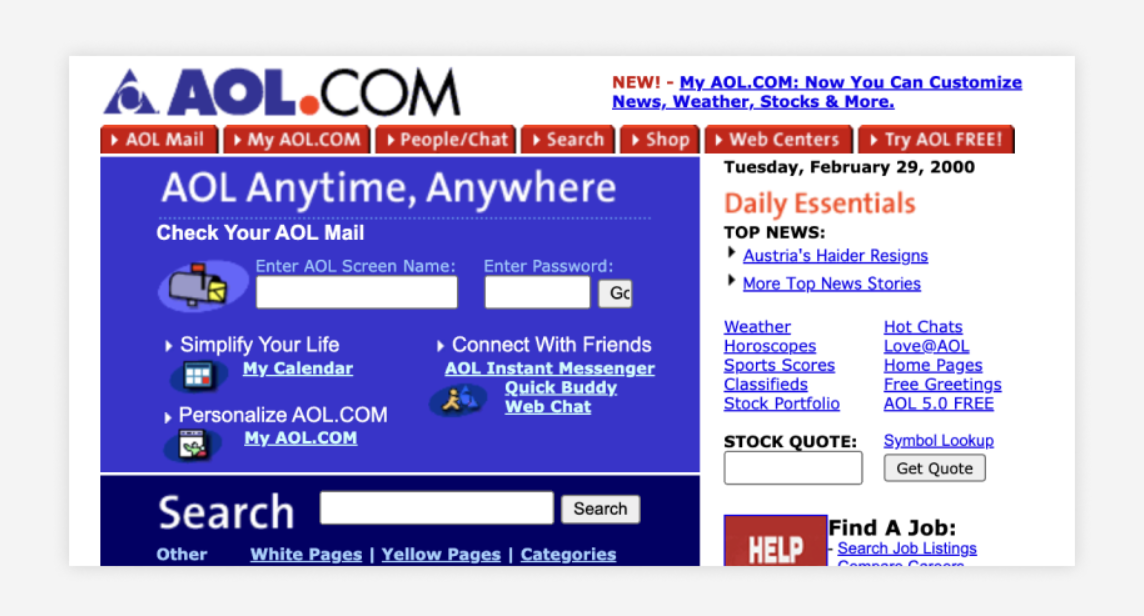 AOL.COM
NEW! - My AOL.COM: Now You Can Customize
News, Weather, Stocks & More.
AOL Mail My AOL.COM People/Chat Search Shop Web Centers Try AOL FREE!
AOL Anytime, Anywhere
Check Your AOL Mail
Enter AOL Screen Name: Enter Password:
Go
Simplify Your Life
My Calendar
Personalize AOL.COM
My AOL.COM
Connect With Friends
AOL Instant Messenger
Quick Buddy
Web Chat
Search
Search
Other White Pages | Yellow Pages | Categories
Tuesday, February 29, 2000
Daily Essentials
TOP NEWS:
Austria's Haider Resigns
More Top News Stories
Weather Hot Chats
Horoscopes Love@AOL
Sports Scores Home Pages
Classifieds Free Greetings
Stock Portfolio AOL 5.0 FREE
STOCK QUOTE: Symbol Lookup
Get Quote
HELP
Find A Job:
- Search Job Listings
Compare Careers